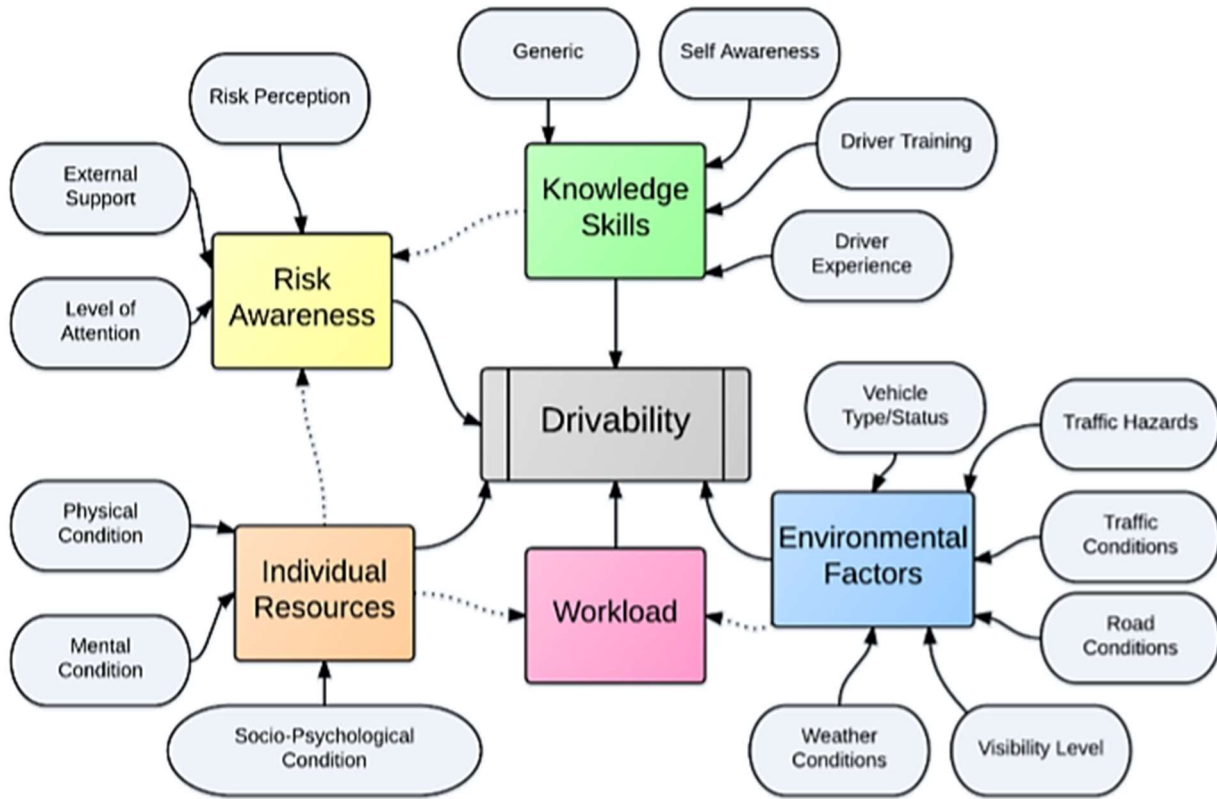 Generic
Self Awareness
Risk Perception
Driver Training
External
Support
Knowledge
Skills
Driver
Experience
Risk
Awareness
Level of
Attention
Drivability
Vehicle
Type/Status
Traffic Hazards
Physical
Condition
Traffic
Conditions
Individual
Resources
Workload
Environmental
Factors
Mental
Condition
Road
Conditions
Socio-Psychological
Condition
Weather
Conditions
Visibility Level